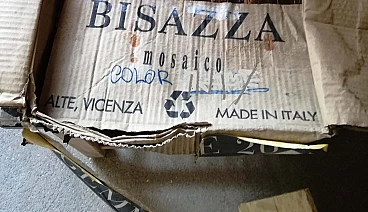 BISAZZA
mosaico
COLOR
ALTE, VICENZA
MADE IN ITALY